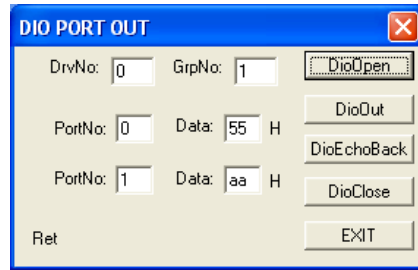 DIO PORT OUT
DrvNo: 0 GrpNo: 1 DioOpen
DioOut
PortNo: 0 Data: 55 H
DioEchoBack
PortNo: 1 Data: aa H
DioClose
Ret EXIT